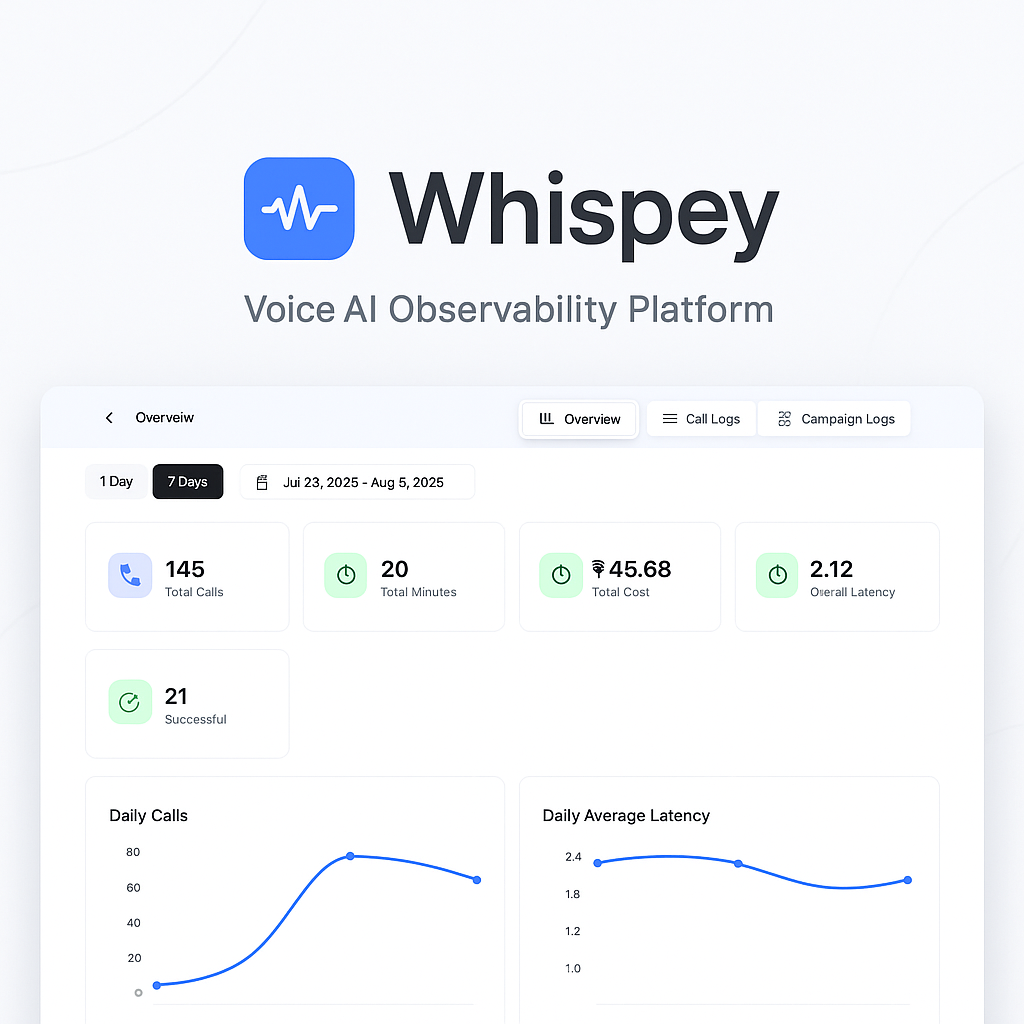 Whispey
Voice AI Observability Platform
Overveiw
Overview
Call Logs
Campaign Logs
1 Day
7 Days
Jui 23, 2025 - Aug 5, 2025
145
Total Calls
20
Total Minutes
45.68
Total Cost
2.12
Overall Latency
21
Successful
Daily Calls
80
60
40
20
0
Daily Average Latency
2.4
1.8
1.2
1.0